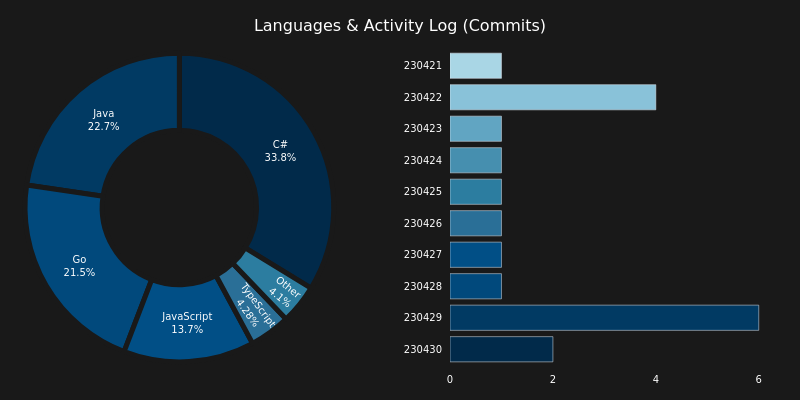 Languages & Activity Log (Commits)
C#
33.8%
Java
22.7%
Go
21.5%
JavaScript
13.7%
TypeScript
4.28%
Other
4.1%
230421
230422
230423
230424
230425
230426
230427
230428
230429
230430
0
2
4
6